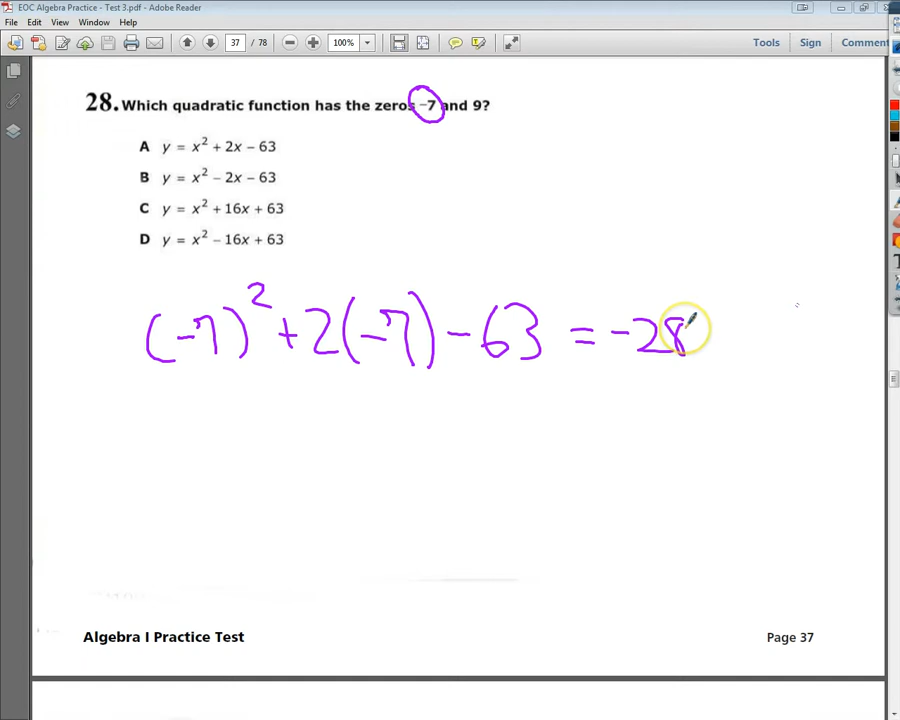 EOC Algebra Practice - Test 3.pdf - Adobe Reader
File Edit View Window Help
37 / 78 100% Tools Sign Comment
28. Which quadratic function has the zeros -7 and 9?
A y = x² + 2x - 63
B y = x² - 2x - 63
C y = x² + 16x + 63
D y = x² - 16x + 63
(-7)² + 2(-7) - 63 = -28
Algebra I Practice Test Page 37